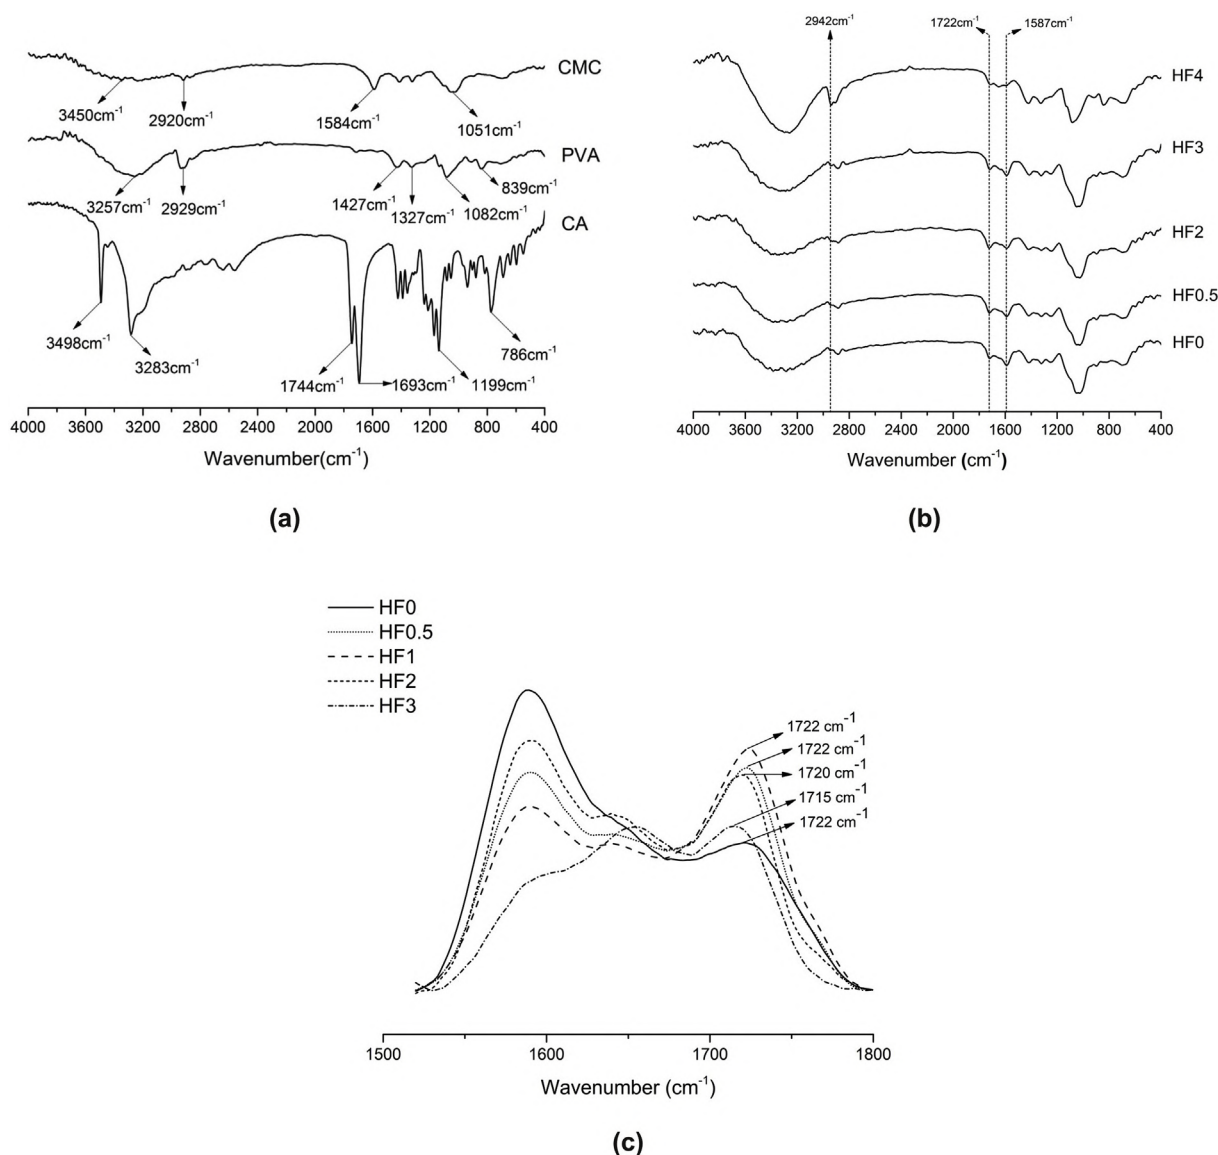 CMC
3450cm-1
2920cm-1
1584cm-1
1051cm-1
PVA
3257cm-1
2929cm-1
1427cm-1
1327cm-1
1082cm-1
839cm-1
CA
3498cm-1
3283cm-1
1744cm-1
1693cm-1
1199cm-1
786cm-1
4000 3600 3200 2800 2400 2000 1600 1200 800 400
Wavenumber(cm-1)
(a)
2942cm-1 1722cm-1 1587cm-1
HF4
HF3
HF2
HF0.5
HF0
4000 3600 3200 2800 2400 2000 1600 1200 800 400
Wavenumber (cm-1)
(b)
HF0
HF0.5
HF1
HF2
HF3
1722 cm-1
1722 cm-1
1720 cm-1
1715 cm-1
1722 cm-1
1500 1600 1700 1800
Wavenumber (cm-1)
(c)